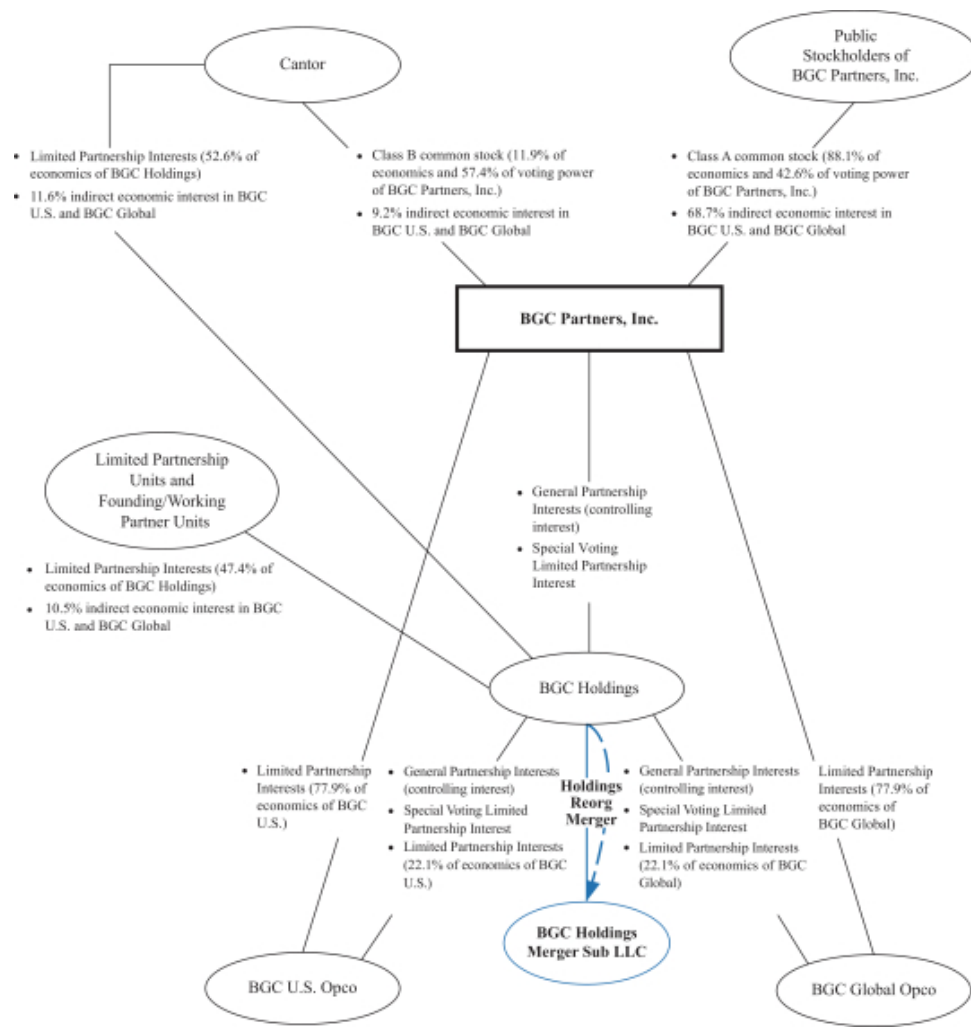 Cantor
Public
Stockholders of
BGC Partners, Inc.
• Limited Partnership Interests (52.6% of
economics of BGC Holdings)
• 11.6% indirect economic interest in BGC
U.S. and BGC Global
• Class B common stock (11.9% of
economics and 57.4% of voting power
of BGC Partners, Inc.)
• 9.2% indirect economic interest in
BGC U.S. and BGC Global
• Class A common stock (88.1% of
economics and 42.6% of voting power
of BGC Partners, Inc.)
• 68.7% indirect economic interest in
BGC U.S. and BGC Global
BGC Partners, Inc.
Limited Partnership
Units and
Founding/Working
Partner Units
• Limited Partnership Interests (47.4% of
economics of BGC Holdings)
• 10.5% indirect economic interest in BGC
U.S. and BGC Global
• General Partnership
Interests (controlling
interest)
• Special Voting
Limited Partnership
Interest
BGC Holdings
• Limited Partnership
Interests (77.9% of
economics of BGC
U.S.)
• General Partnership Interests
(controlling interest)
• Special Voting Limited
Partnership Interest
• Limited Partnership Interests
(22.1% of economics of BGC
U.S.)
Holdings
Reorg
Merger
• General Partnership Interests
(controlling interest)
• Special Voting Limited
Partnership Interest
• Limited Partnership Interests
(22.1% of economics of BGC
Global)
Limited Partnership
Interests (77.9% of
economics of
BGC Global)
BGC Holdings
Merger Sub LLC
BGC U.S. Opco
BGC Global Opco